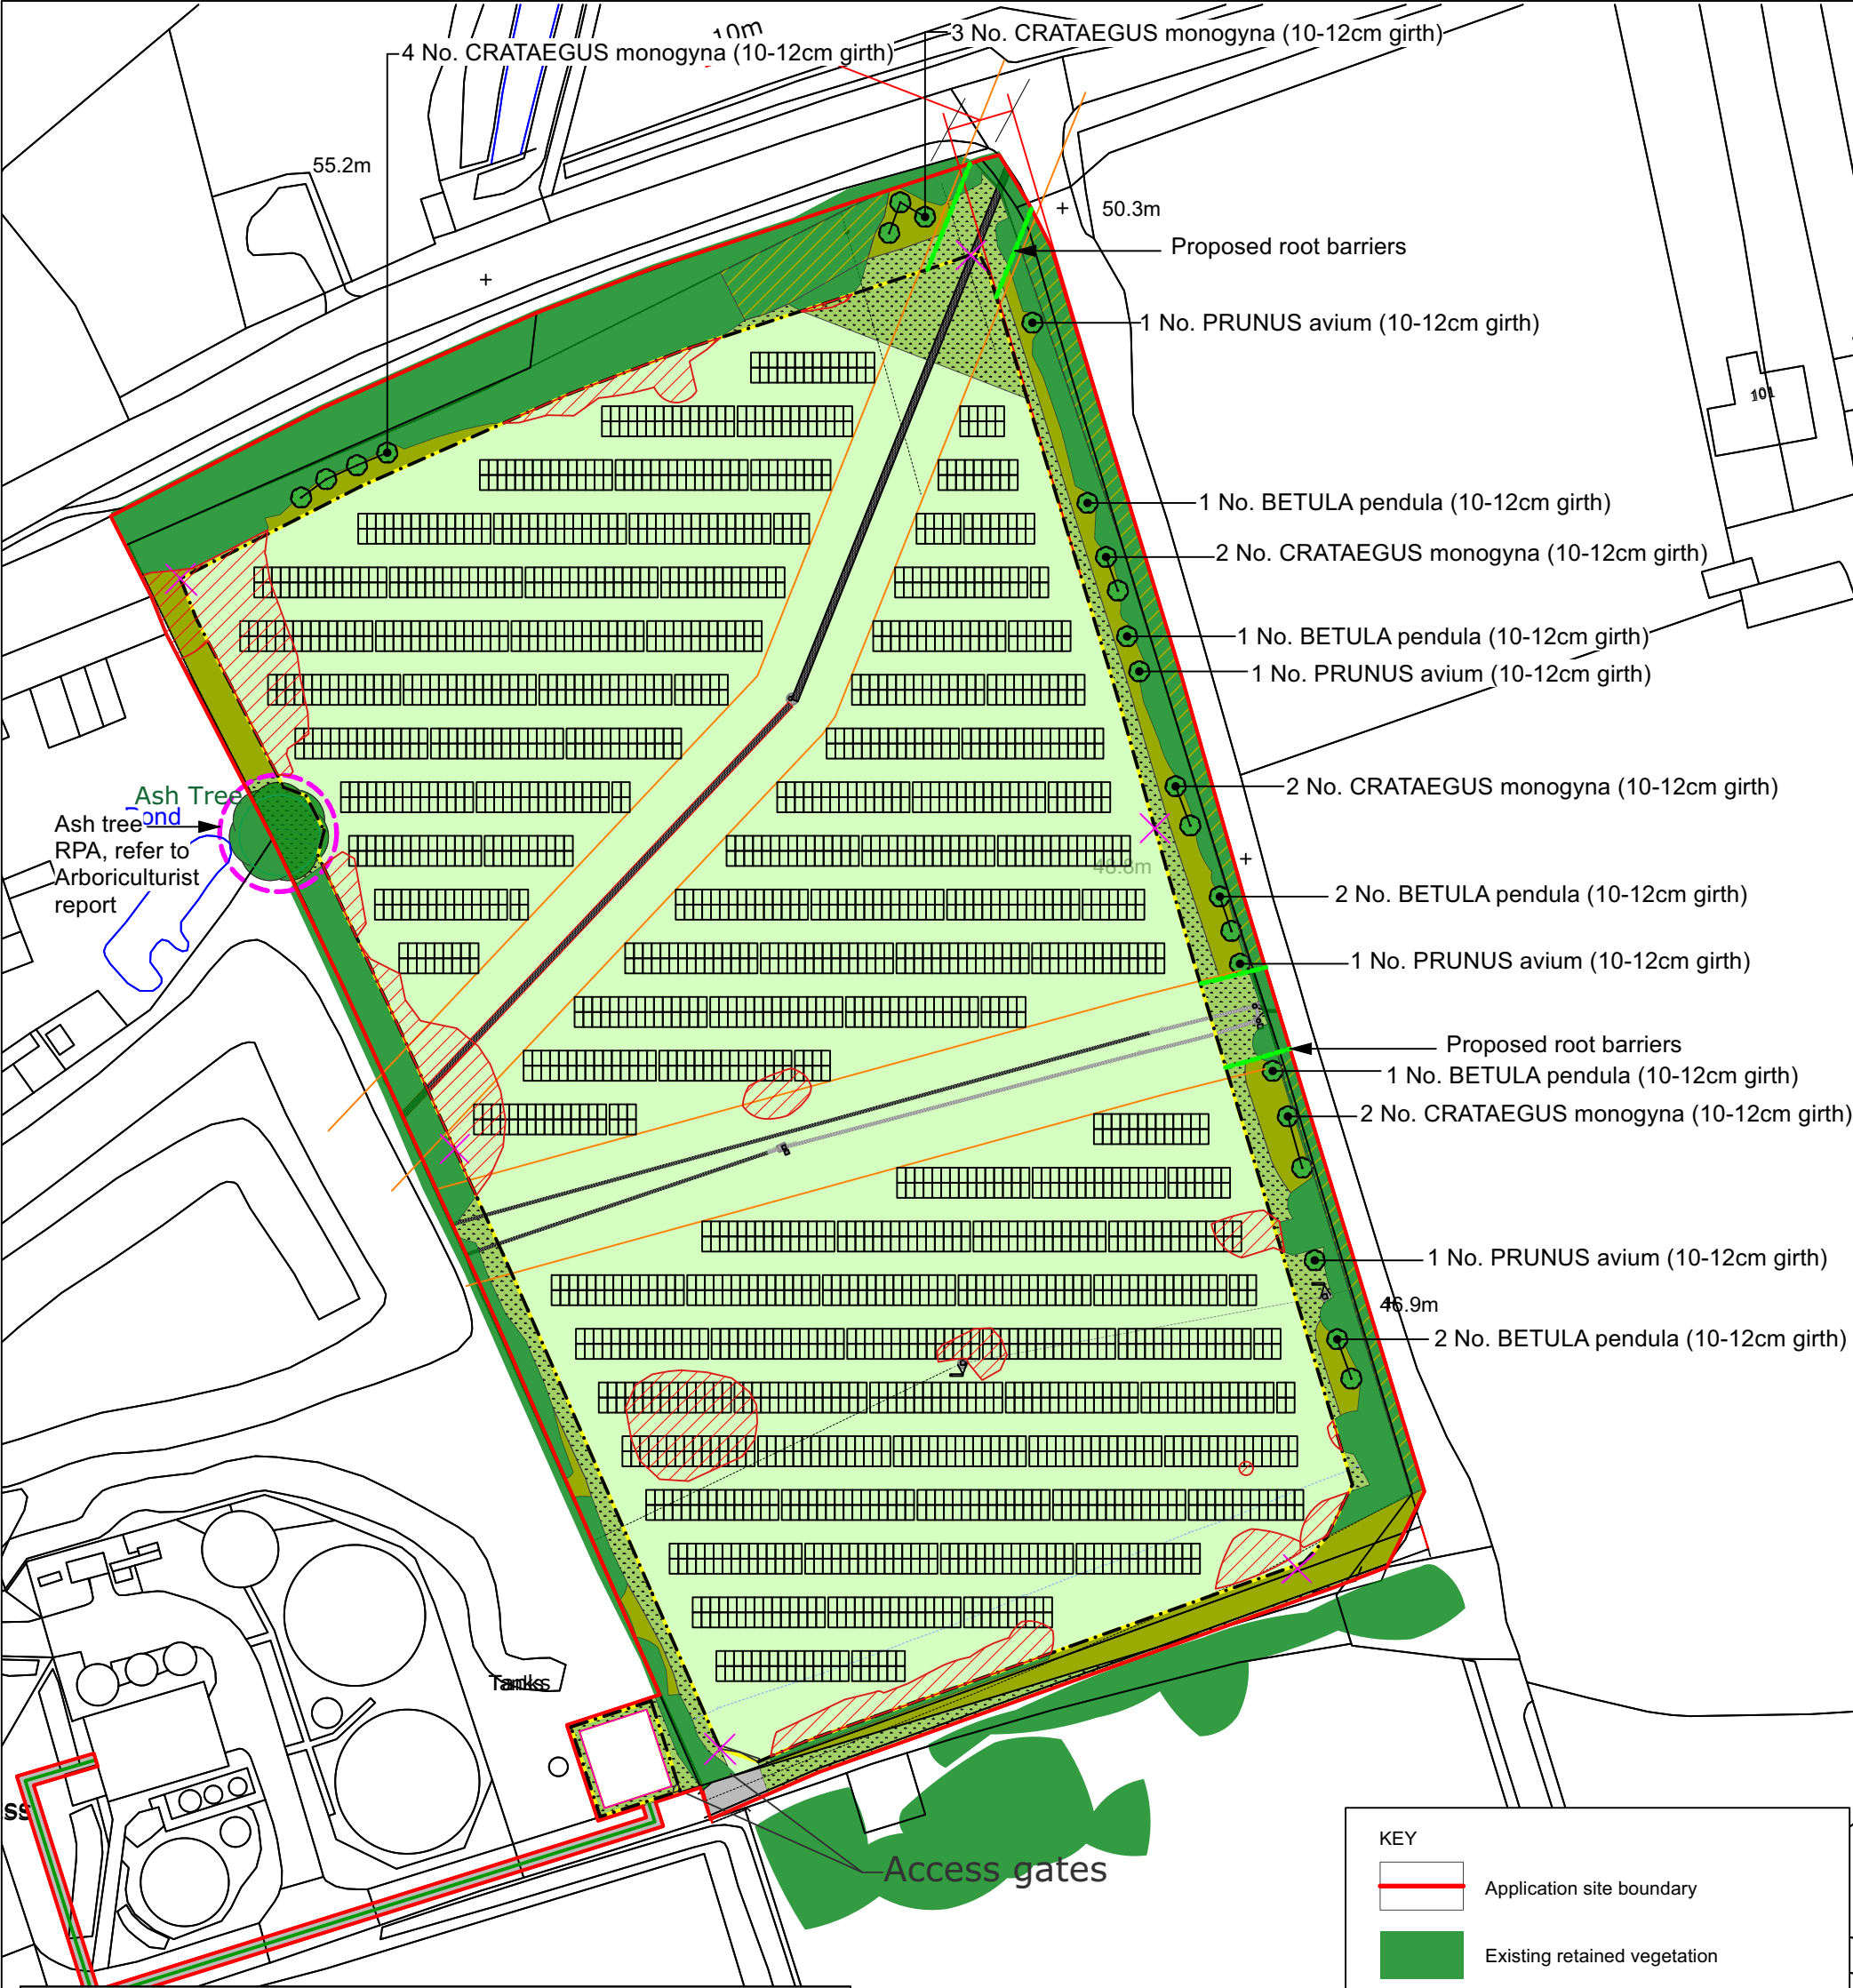 10m
3 No. CRATAEGUS monogyna (10-12cm girth)
4 No. CRATAEGUS monogyna (10-12cm girth)
55.2m
50.3m
Proposed root barriers
1 No. PRUNUS avium (10-12cm girth)
101
1 No. BETULA pendula (10-12cm girth)
2 No. CRATAEGUS monogyna (10-12cm girth)
1 No. BETULA pendula (10-12cm girth)
1 No. PRUNUS avium (10-12cm girth)
2 No. CRATAEGUS monogyna (10-12cm girth)
Ash Tree
Pond
Ash tree
RPA, refer to
Arboriculturist
report
48.8m
2 No. BETULA pendula (10-12cm girth)
1 No. PRUNUS avium (10-12cm girth)
Proposed root barriers
1 No. BETULA pendula (10-12cm girth)
2 No. CRATAEGUS monogyna (10-12cm girth)
1 No. PRUNUS avium (10-12cm girth)
46.9m
2 No. BETULA pendula (10-12cm girth)
Tanks
ss
Access gates
KEY
Application site boundary
Existing retained vegetation